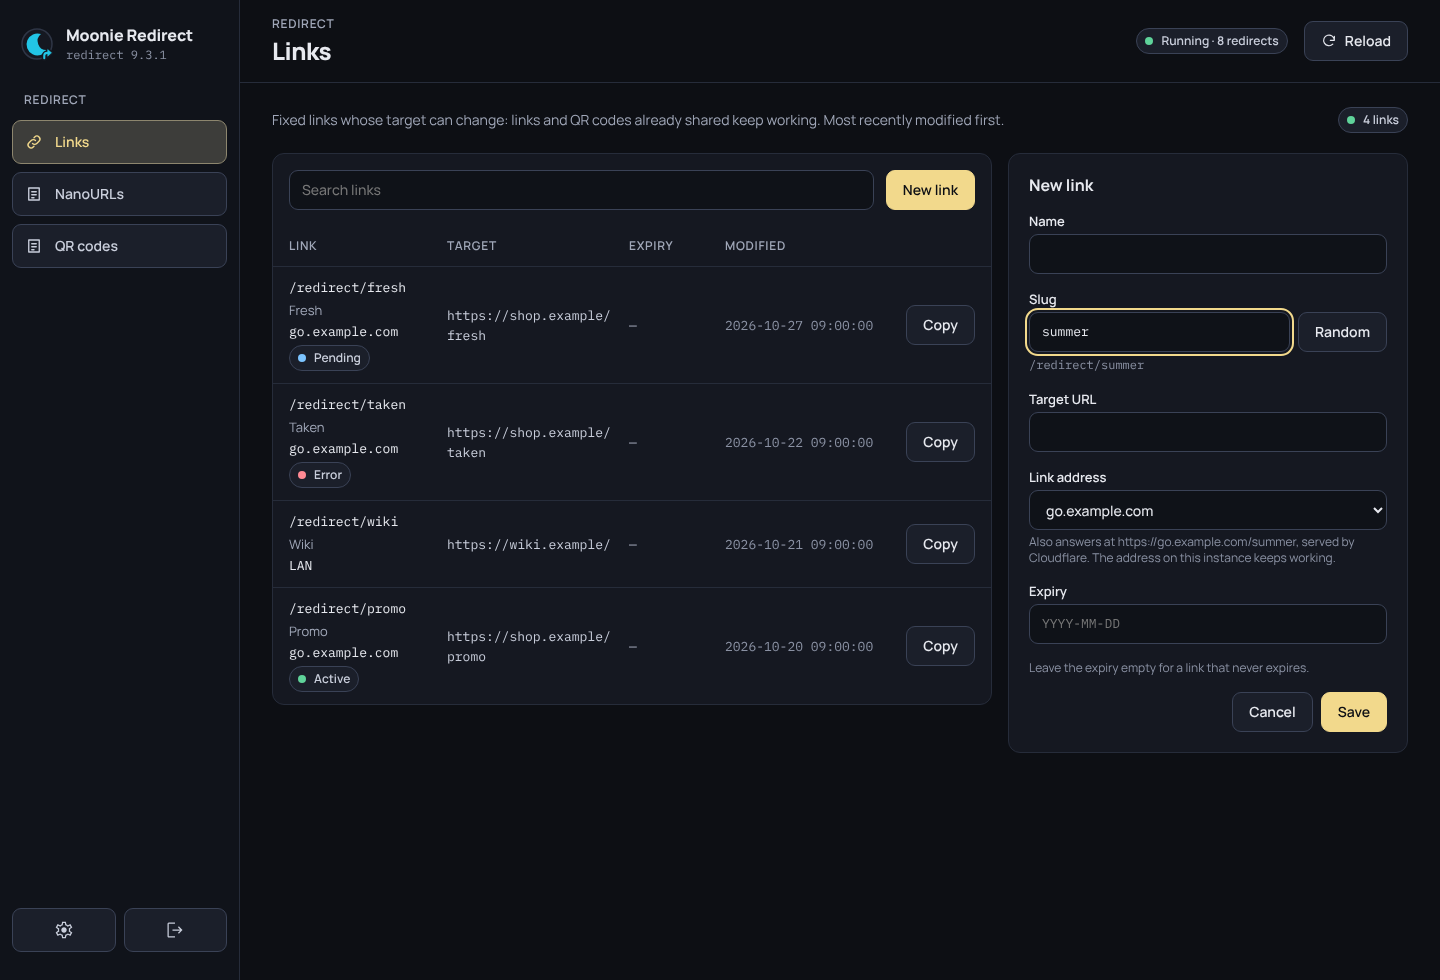 Moonie Redirect
redirect 9.3.1
REDIRECT
Links
NanoURLs
QR codes
REDIRECT
Links
Running · 8 redirects
Reload
Fixed links whose target can change: links and QR codes already shared keep working. Most recently modified first.
4 links
Search links
New link
LINK TARGET EXPIRY MODIFIED
/redirect/fresh
Fresh
go.example.com
Pending
https://shop.example/
fresh
—
2026-10-27 09:00:00
Copy
/redirect/taken
Taken
go.example.com
Error
https://shop.example/
taken
—
2026-10-22 09:00:00
Copy
/redirect/wiki
Wiki
LAN
https://wiki.example/
—
2026-10-21 09:00:00
Copy
/redirect/promo
Promo
go.example.com
Active
https://shop.example/
promo
—
2026-10-20 09:00:00
Copy
New link
Name
Slug
summer
Random
/redirect/summer
Target URL
Link address
go.example.com
Also answers at https://go.example.com/summer, served by
Cloudflare. The address on this instance keeps working.
Expiry
YYYY-MM-DD
Leave the expiry empty for a link that never expires.
Cancel
Save